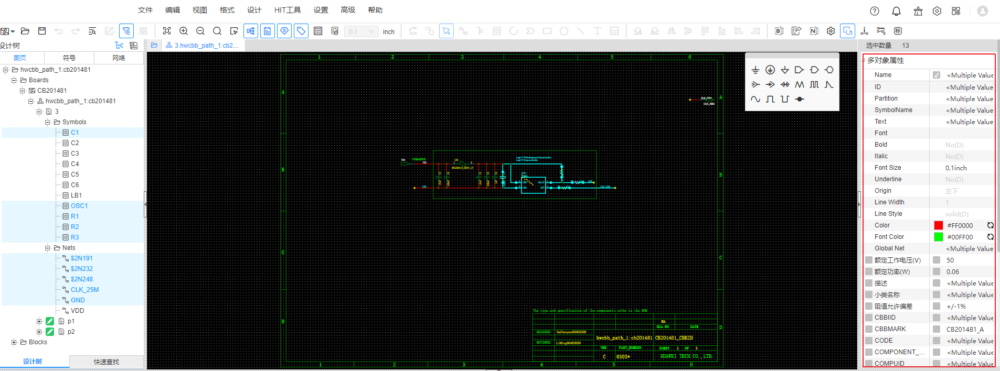 文件 编辑 视图 格式 设计 HIT工具 设置 高级 帮助
0.1 inch
设计树
3.hwcbb_path_1:cb2...
选中数量 13
图页 符号 网络
hwcbb_path_1:cb201481
Boards
CB201481
hwcbb_path_1:cb201481
3
Symbols
C1
C2
C3
C4
C5
C6
LB1
OSC1
R1
R2
R3
Nets
$2N191
$2N232
$2N248
CLK_25M
GND
VDD
p1
p2
Blocks
设计树 快速查找
1 2 3 4 5 6
A A
B B
C C
D D
CLK_25M
CLK_25M
VDD
VDD
GND
OSC1
CLK_25M
The type and specification of the components refer to the BOM
NA
BOA NO DATE
DESIGNED XuChunyan00302509
REVIEWED LiMing00420559
hwcbb_path_1:cb201481 CB201481_CBBZH
VER PART_NUMBER SHEET 1 OF 3
C 0303* HUAWEI TECH CO.,LTD.
1 2 3 4 5 6
多对象属性
Name <Multiple Value
ID <Multiple Value
Partition <Multiple Value
SymbolName <Multiple Value
Text <Multiple Value
Font
Bold No(D)
Italic No(D)
Font Size 0.1inch
Underline No(D)
Origin 左下
Line Width 1
Line Style solid(D)
Color #FF0000
Font Color #00FF00
Global Net <Multiple Value
额定工作电压(V) 50
额定功率(W) 0.06
描述 <Multiple Value
小类名称 <Multiple Value
阻值允许偏差 +/-1%
CBBIID <Multiple Value
CBBMARK CB201481_A
CODE <Multiple Value
COMPONENT_... <Multiple Value
COMPUID <Multiple Value